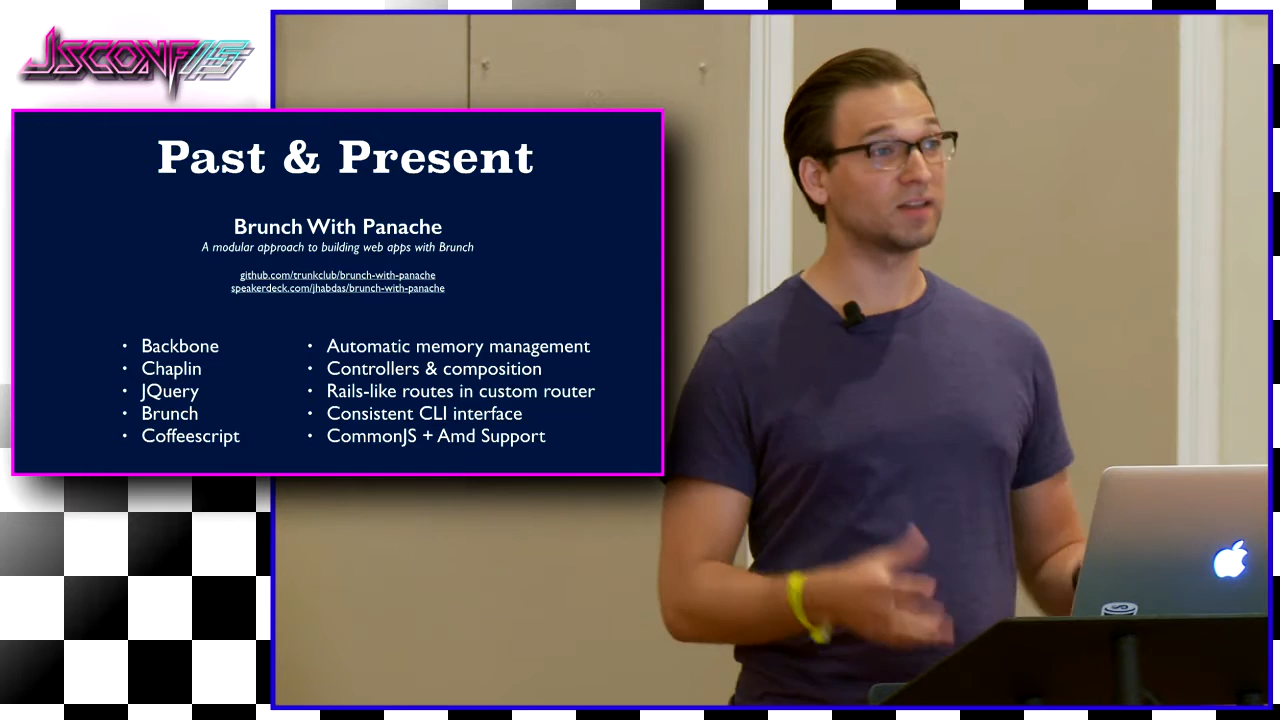 JSCONF15
Past & Present
Brunch With Panache
A modular approach to building web apps with Brunch
github.com/trunkclub/brunch-with-panache
speakerdeck.com/jhabdas/brunch-with-panache
• Backbone
• Chaplin
• JQuery
• Brunch
• Coffeescript
• Automatic memory management
• Controllers & composition
• Rails-like routes in custom router
• Consistent CLI interface
• CommonJS + Amd Support